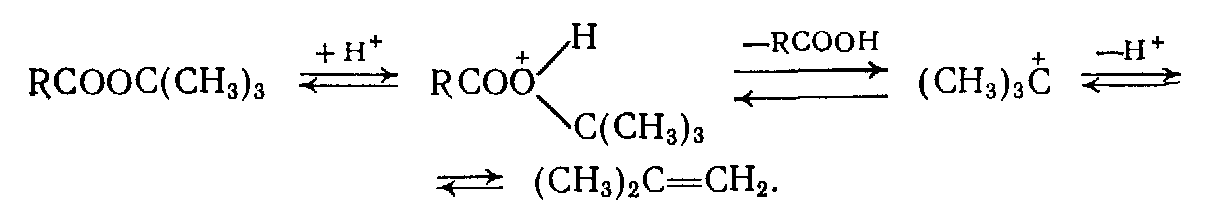 RCOOC(CH₃)₃ ⇌ +H⁺ RCOO⁺ H C(CH₃)₃ ⇌ —RCOOH (CH₃)₃C⁺ ⇌ —H⁺
⇌ (CH₃)₂C=CH₂.